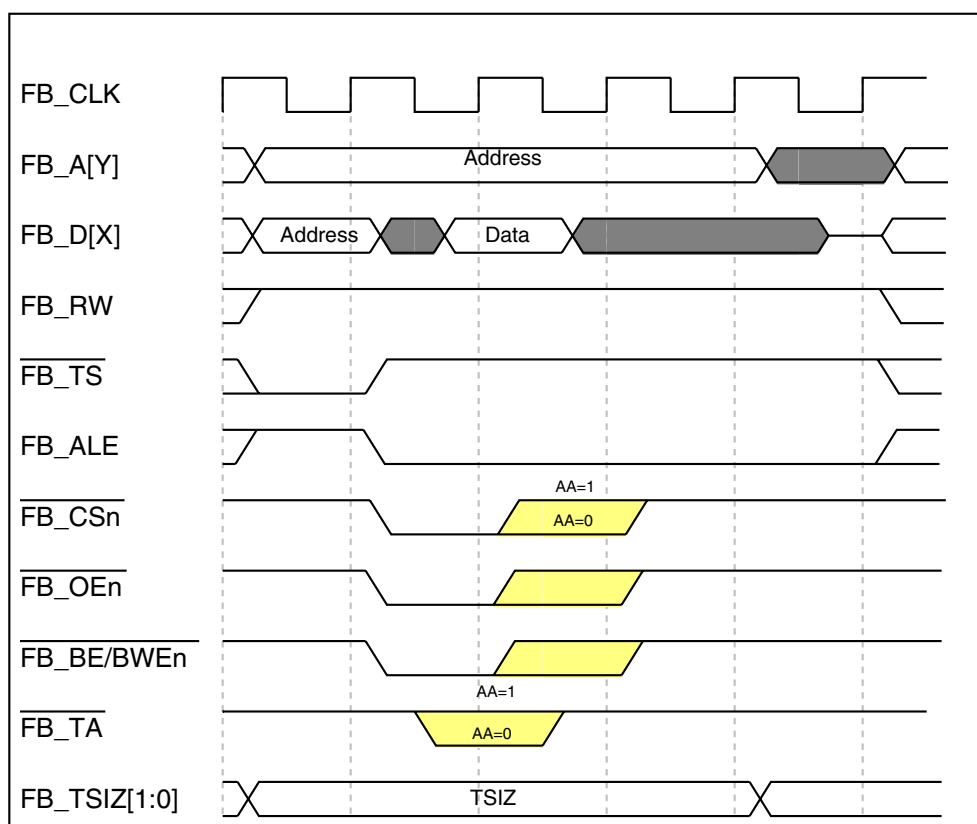 FB_CLK
FB_A[Y]
Address
FB_D[X]
Address
Data
FB_RW
FB_TS
FB_ALE
AA=1
FB_CSn
AA=0
FB_OEn
FB_BE/BWEn
AA=1
FB_TA
AA=0
FB_TSIZ[1:0]
TSIZ